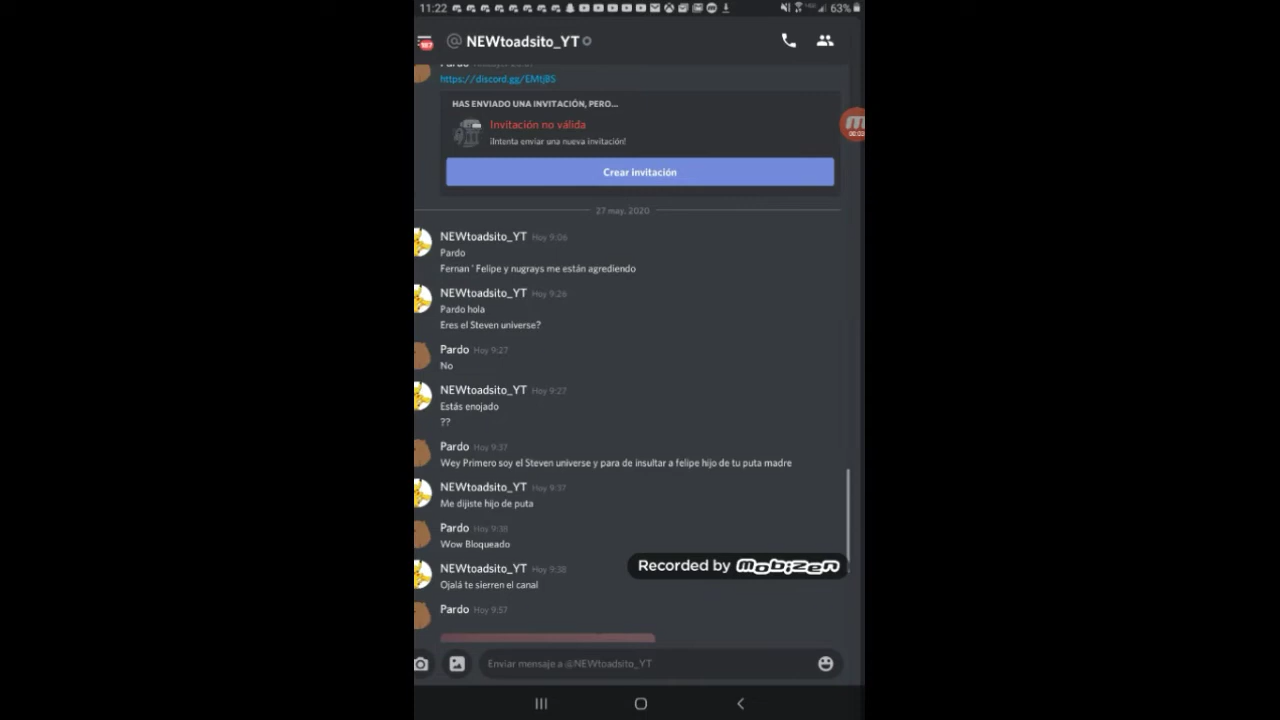 11:22
63%
187
@ NEWtoadsito_YT
Pardo
https://discord.gg/EMtjBS
HAS ENVIADO UNA INVITACIÓN, PERO...
Invitación no válida
¡Intenta enviar una nueva invitación!
Crear invitación
27 may. 2020
NEWtoadsito_YT Hoy 9:06
Pardo
Fernan ' Felipe y nugrays me están agrediendo
NEWtoadsito_YT Hoy 9:26
Pardo hola
Eres el Steven universe?
Pardo Hoy 9:27
No
NEWtoadsito_YT Hoy 9:27
Estás enojado
??
Pardo Hoy 9:37
Wey Primero soy el Steven universe y para de insultar a felipe hijo de tu puta madre
NEWtoadsito_YT Hoy 9:37
Me dijiste hijo de puta
Pardo Hoy 9:38
Wow Bloqueado
NEWtoadsito_YT Hoy 9:38
Ojalá te sierren el canal
Pardo Hoy 9:57
Recorded by mobizen
Enviar mensaje a @NEWtoadsito_YT